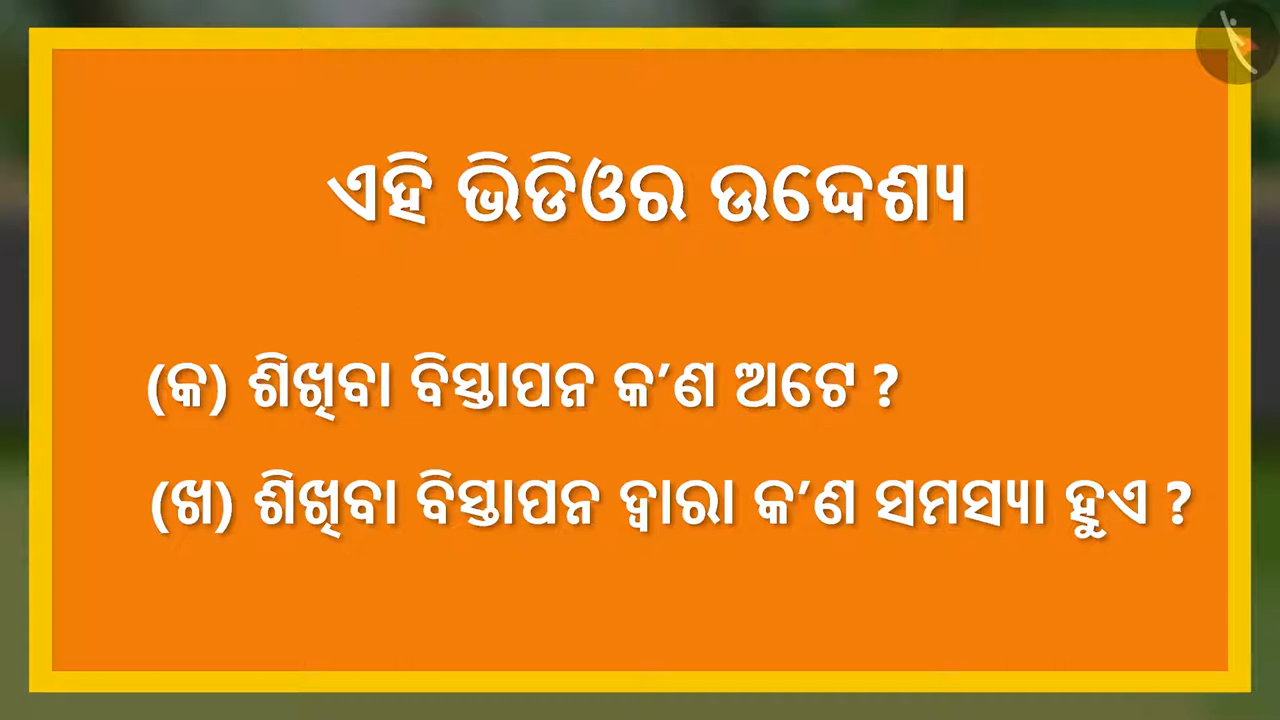 ଏହି ଭିଡିଓର ଉଦ୍ଦେଶ୍ୟ
(କ) ଶିଖିବା ବିସ୍ତାପନ କ’ଣ ଅଟେ ?
(ଖ) ଶିଖିବା ବିସ୍ତାପନ ଦ୍ୱାରା କ’ଣ ସମସ୍ୟା ହୁଏ ?